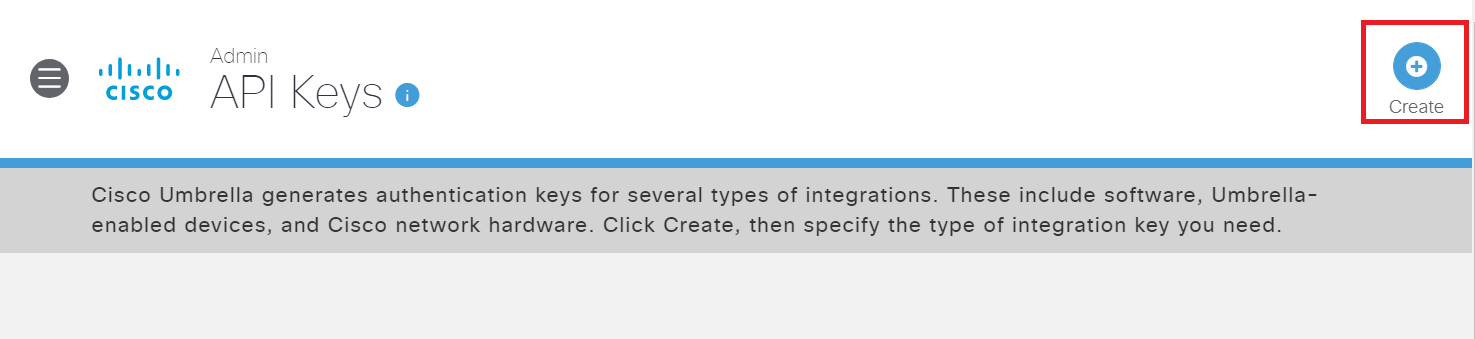 Admin
CISCO
API Keys
Create
Cisco Umbrella generates authentication keys for several types of integrations. These include software, Umbrella-
enabled devices, and Cisco network hardware. Click Create, then specify the type of integration key you need.